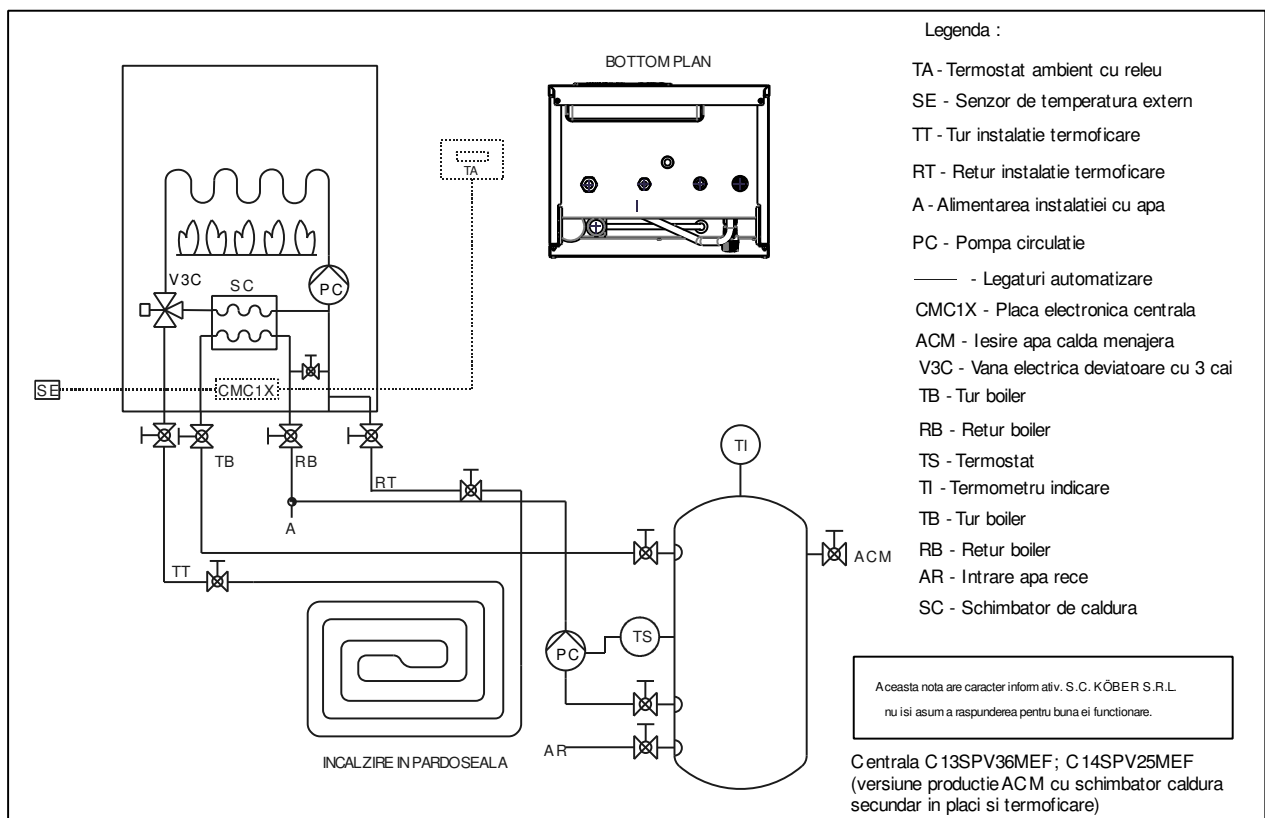 BOTTOM PLAN
TA
V3C
SC
PC
SE
CMC1X
TB
RB
RT
A
TT
TI
ACM
TS
PC
AR
INCALZIRE IN PARDOSEALA
Legenda :
TA - Termostat ambient cu releu
SE - Senzor de temperatura extern
TT - Tur instalatie termoficare
RT - Retur instalatie termoficare
A - Alimentarea instalatiei cu apa
PC - Pompa circulatie
- Legaturi automatizare
CMC1X - Placa electronica centrala
ACM - Iesire apa calda menajera
V3C - Vana electrica deviatoare cu 3 cai
TB - Tur boiler
RB - Retur boiler
TS - Termostat
TI - Termometru indicare
TB - Tur boiler
RB - Retur boiler
AR - Intrare apa rece
SC - Schimbator de caldura
Aceasta nota are caracter informativ. S.C. KÖBER S.R.L.
nu isi asuma raspunderea pentru buna ei functionare.
Centrala C13SPV36MEF; C14SPV25MEF
(versiune productie ACM cu schimbator caldura
secundar in placi si termoficare)